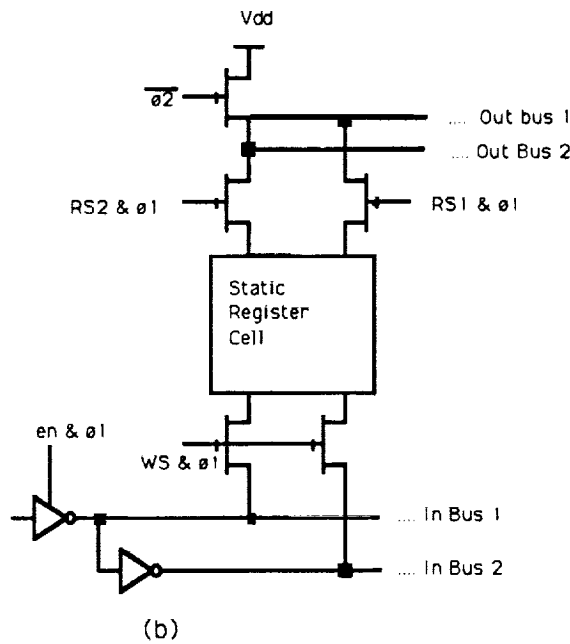 Vdd
ø2
.... Out bus 1
.... Out Bus 2
RS2 & ø1
RS1 & ø1
Static
Register
Cell
en & ø1
WS & ø1
.... In Bus 1
.... In Bus 2
(b)